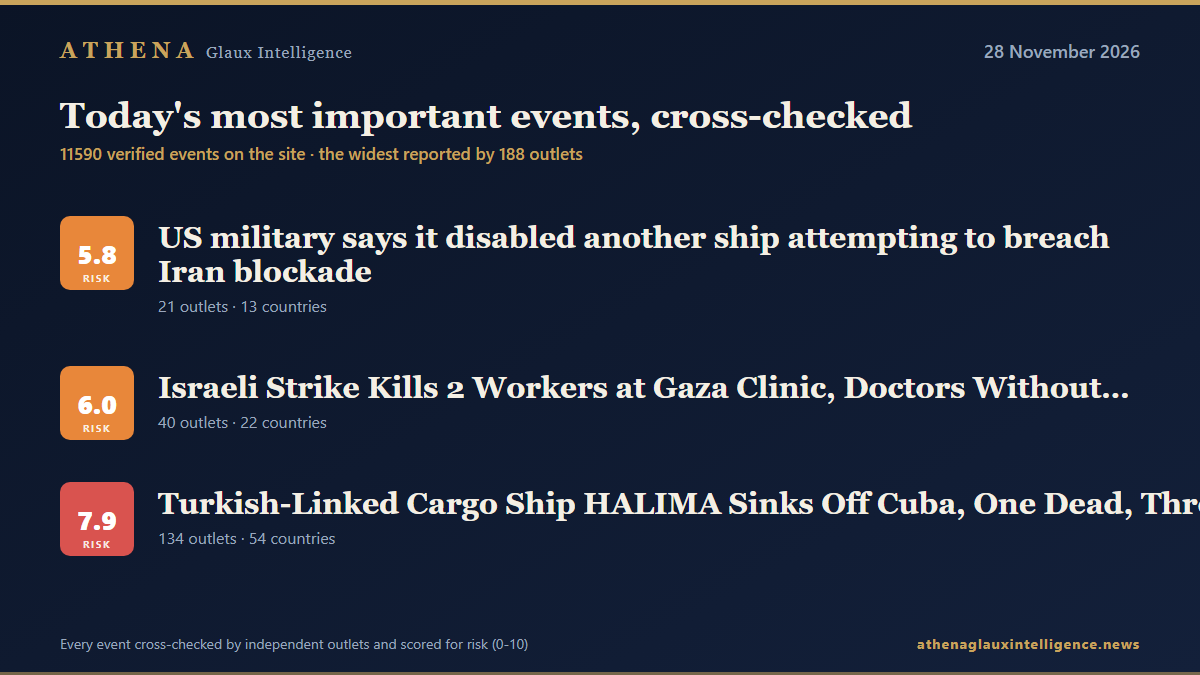 ATHENA Glaux Intelligence
28 November 2026
Today's most important events, cross-checked
11590 verified events on the site · the widest reported by 188 outlets
5.8
RISK
US military says it disabled another ship attempting to breach
Iran blockade
21 outlets · 13 countries
6.0
RISK
Israeli Strike Kills 2 Workers at Gaza Clinic, Doctors Without...
40 outlets · 22 countries
7.9
RISK
Turkish-Linked Cargo Ship HALIMA Sinks Off Cuba, One Dead,
134 outlets · 54 countries
Every event cross-checked by independent outlets and scored for risk (0-10)
athenaglauxintelligence.news